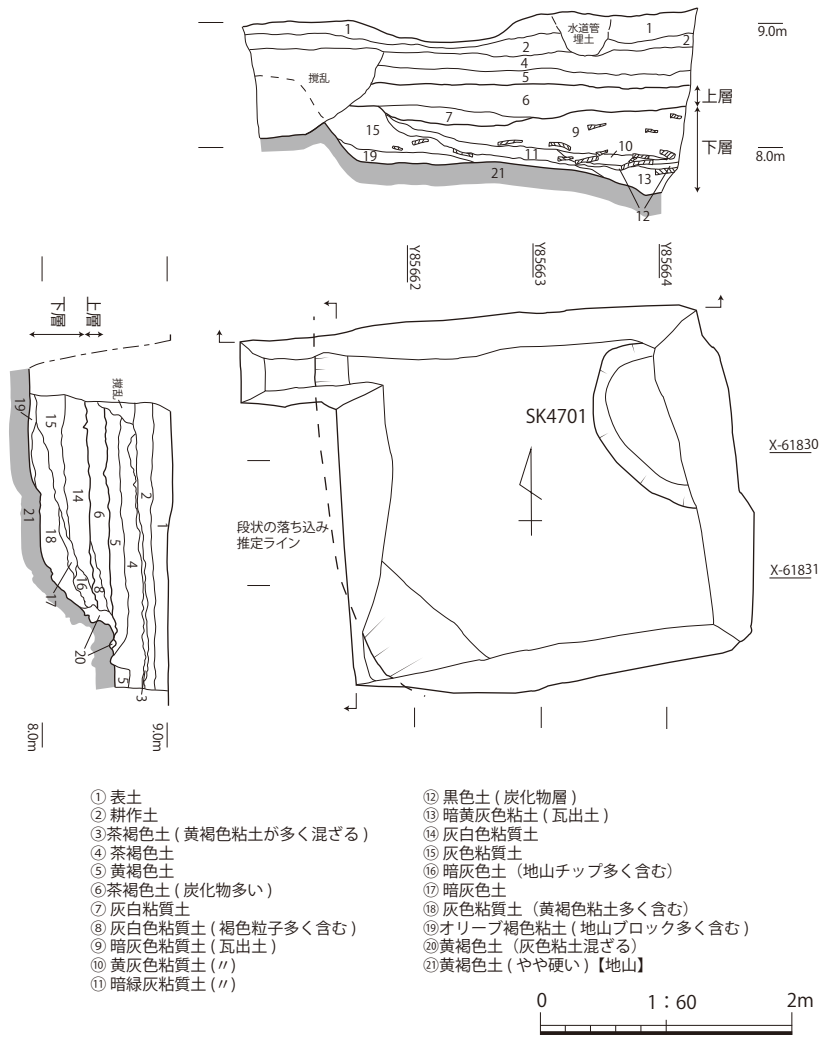 1
水道管
埋土
1
9.0m
2
2
4
撹乱
5
6
上層
7
15
9
10
11
下層
8.0m
19
21
13
12
Y85662
Y85663
Y85664
下層
上層
撹乱
19
15
14
6
5
4
2
1
21
18
16
8
17
20
5
3
8.0m
9.0m
SK4701
X-61830
段状の落ち込み
推定ライン
X-61831
① 表土
② 耕作土
③茶褐色土 ( 黄褐色粘土が多く混ざる )
④ 茶褐色土
⑤ 黄褐色土
⑥茶褐色土 ( 炭化物多い )
⑦ 灰白粘質土
⑧ 灰白色粘質土 ( 褐色粒子多く含む )
⑨ 暗灰色粘質土 ( 瓦出土 )
⑩ 黄灰色粘質土 (〃)
⑪ 暗緑灰粘質土 (〃)
⑫ 黒色土 ( 炭化物層 )
⑬ 暗黄灰色粘土 ( 瓦出土 )
⑭ 灰白色粘質土
⑮ 灰色粘質土
⑯ 暗灰色土（地山チップ多く含む）
⑰ 暗灰色土
⑱ 灰色粘質土（黄褐色粘土多く含む）
⑲オリーブ褐色粘土 ( 地山ブロック多く含む )
⑳黄褐色土（灰色粘土混ざる）
㉑黄褐色土 ( やや硬い )【地山】
0 1：60 2m